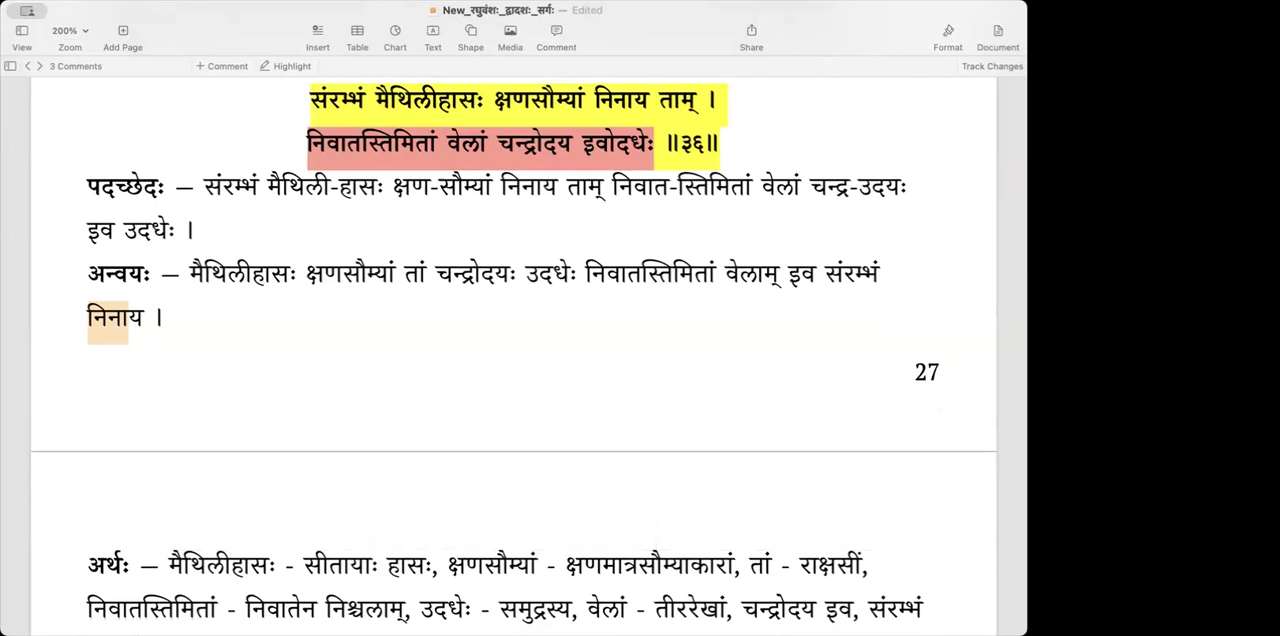 New_रघुवंशः_द्वादशः_सर्गः — Edited
200%
View Zoom Add Page Insert Table Chart Text Shape Media Comment Share Format Document
3 Comments + Comment Highlight Track Changes
संरम्भं मैथिलीहासः क्षणसौम्यां निनाय ताम् ।
निवातस्तिमितां वेलां चन्द्रोदय इवोदधेः ॥३६॥
पदच्छेदः — संरम्भं मैथिली-हासः क्षण-सौम्यां निनाय ताम् निवात-स्तिमितां वेलां चन्द्र-उदयः
इव उदधेः ।
अन्वयः — मैथिलीहासः क्षणसौम्यां तां चन्द्रोदयः उदधेः निवातस्तिमितां वेलाम् इव संरम्भं
निनाय ।
27
अर्थः — मैथिलीहासः - सीतायाः हासः, क्षणसौम्यां - क्षणमात्रसौम्याकारां, तां - राक्षसीं,
निवातस्तिमितां - निवातेन निश्चलाम्, उदधेः - समुद्रस्य, वेलां - तीररेखां, चन्द्रोदय इव, संरम्भं